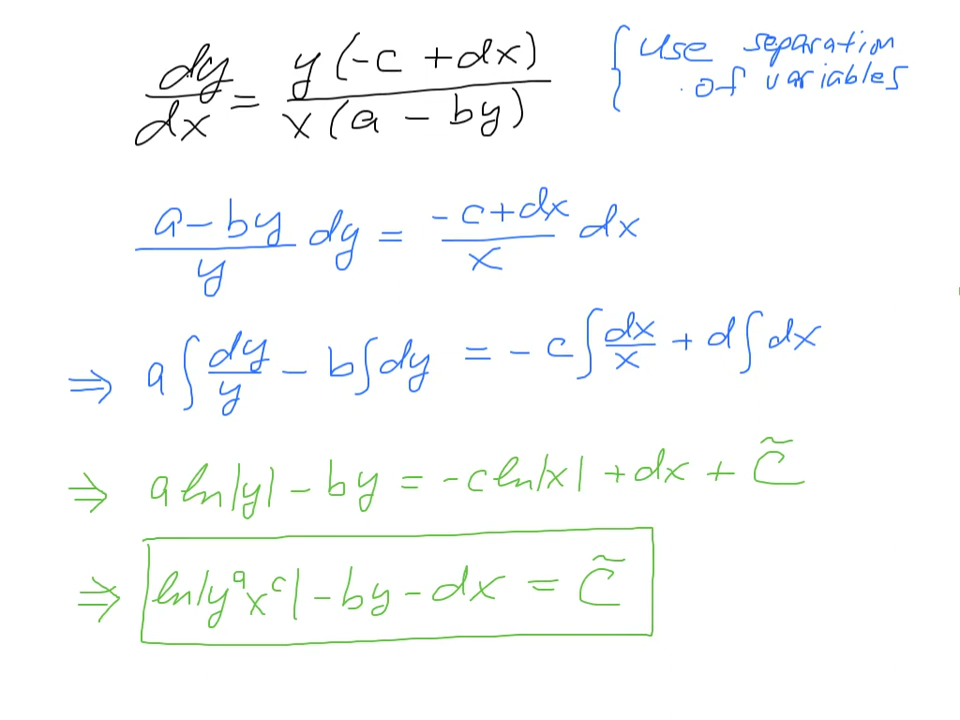 dy/dx = y(-c + dx) / x(a - by) { Use separation of variables
(a - by)/y dy = (-c + dx)/x dx
⇒ a ∫ dy/y - b∫dy = -c∫ dx/x + d∫dx
⇒ a ln|y| - by = -c ln|x| + dx + C̃
⇒ ln|yᵃxᶜ| - by - dx = C̃